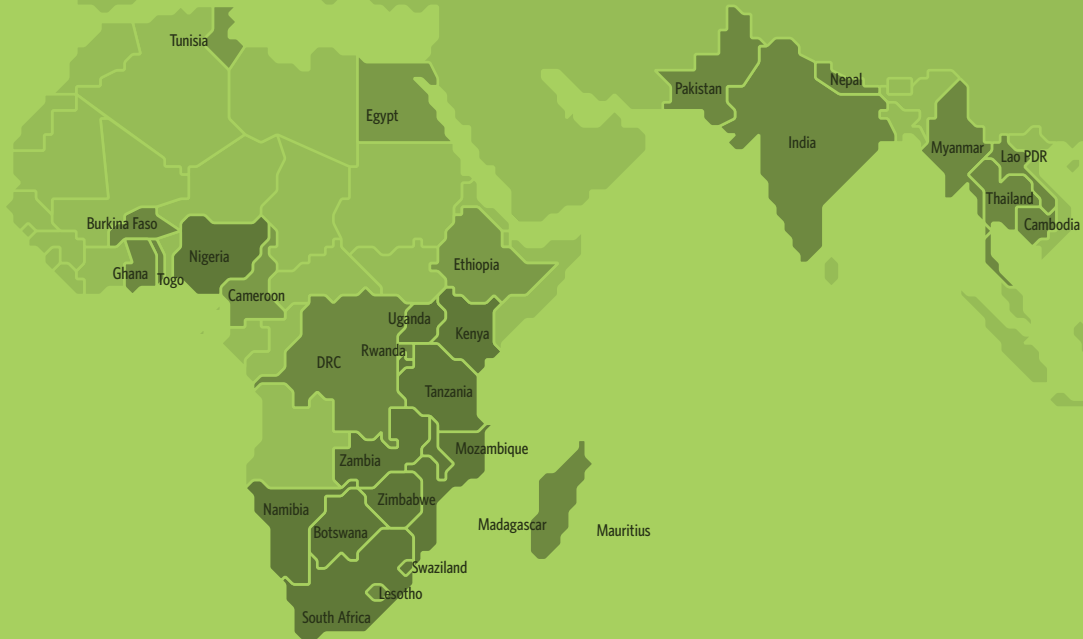 Tunisia
Egypt
Pakistan
Nepal
India
Myanmar
Lao PDR
Thailand
Cambodia
Burkina Faso
Nigeria
Ghana
Togo
Cameroon
Ethiopia
Uganda
Kenya
Rwanda
DRC
Tanzania
Mozambique
Zambia
Zimbabwe
Namibia
Botswana
Madagascar
Mauritius
Swaziland
Lesotho
South Africa